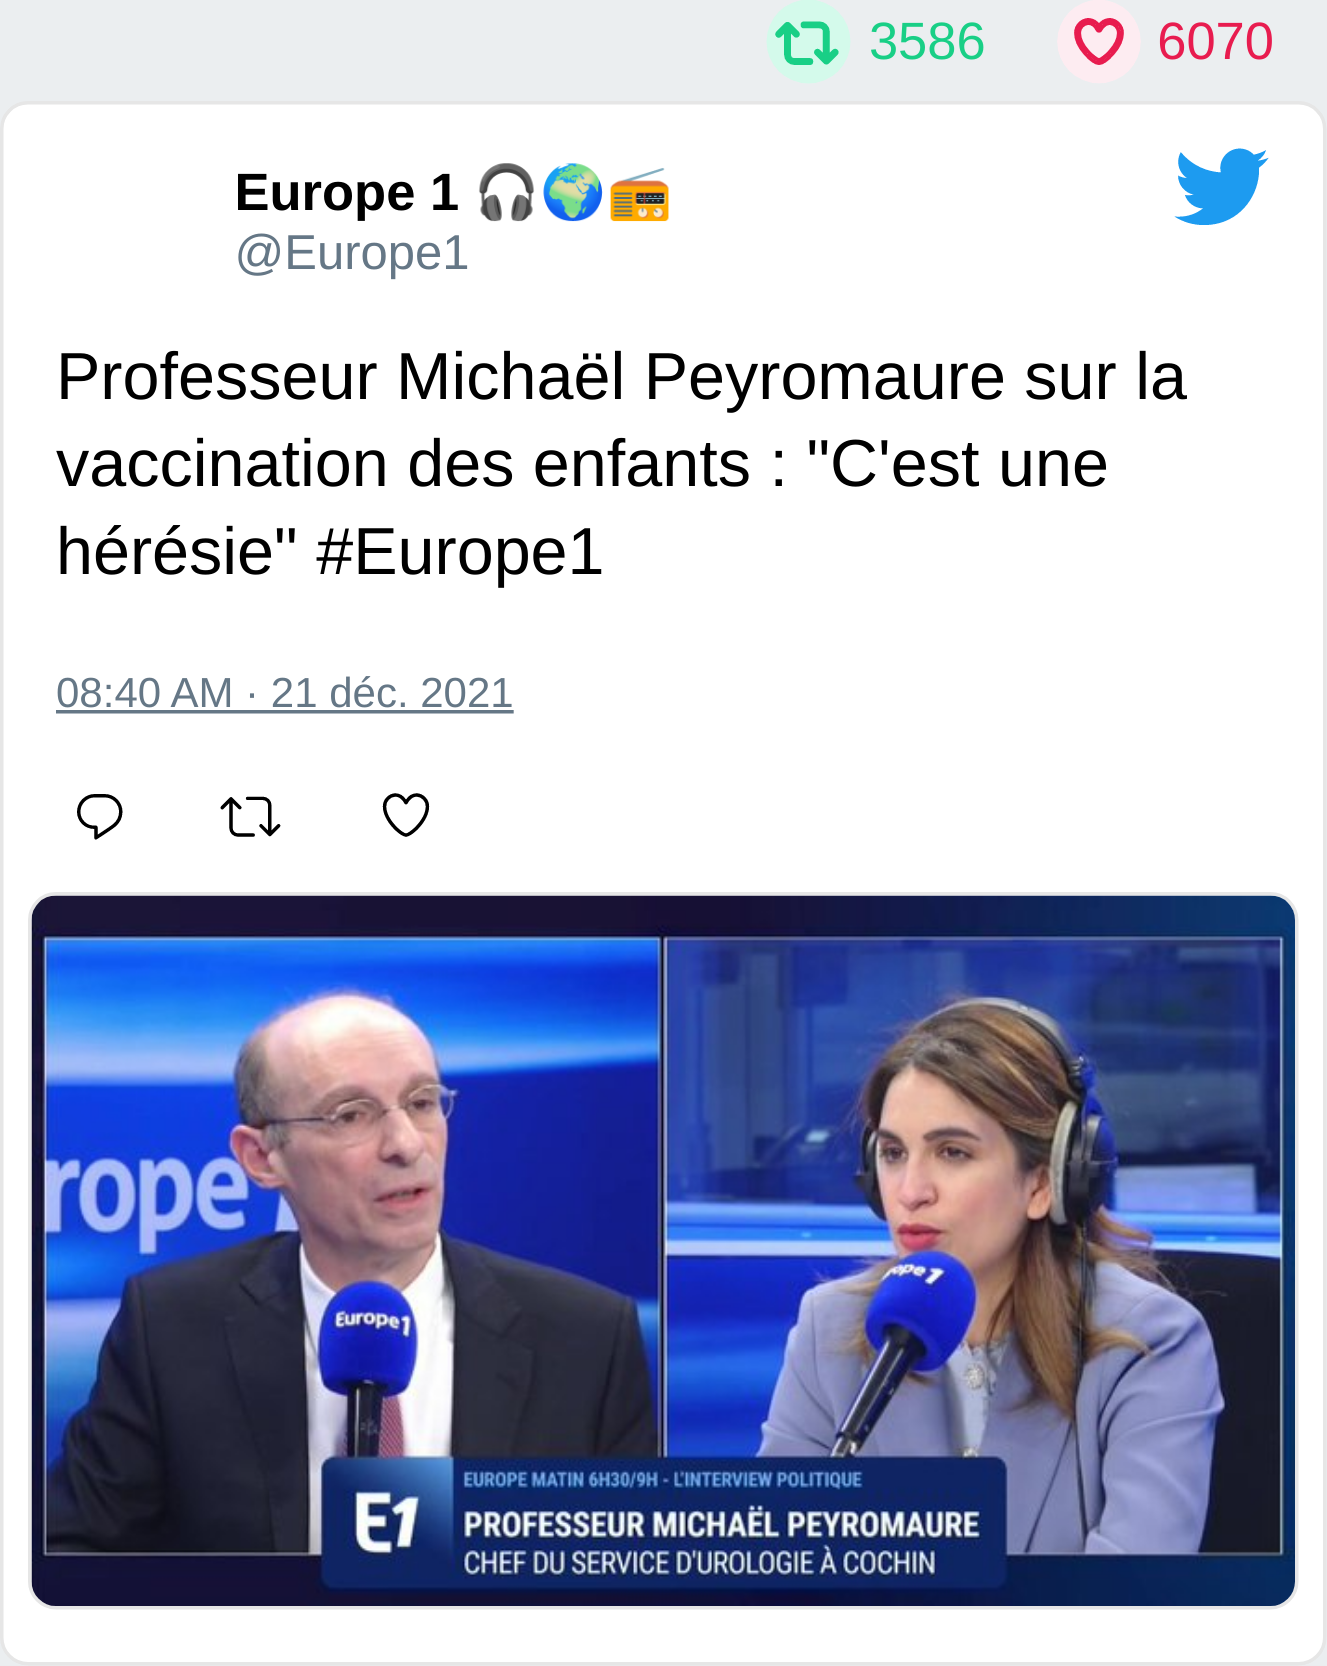 3586 6070
Europe 1 🎧🌍📻
@Europe1
Professeur Michaël Peyromaure sur la
vaccination des enfants : "C'est une
hérésie" #Europe1
08:40 AM · 21 déc. 2021
rope 1
Europe 1
ope 1
EUROPE MATIN 6H30/9H - L'INTERVIEW POLITIQUE
E1
PROFESSEUR MICHAËL PEYROMAURE
CHEF DU SERVICE D'UROLOGIE À COCHIN